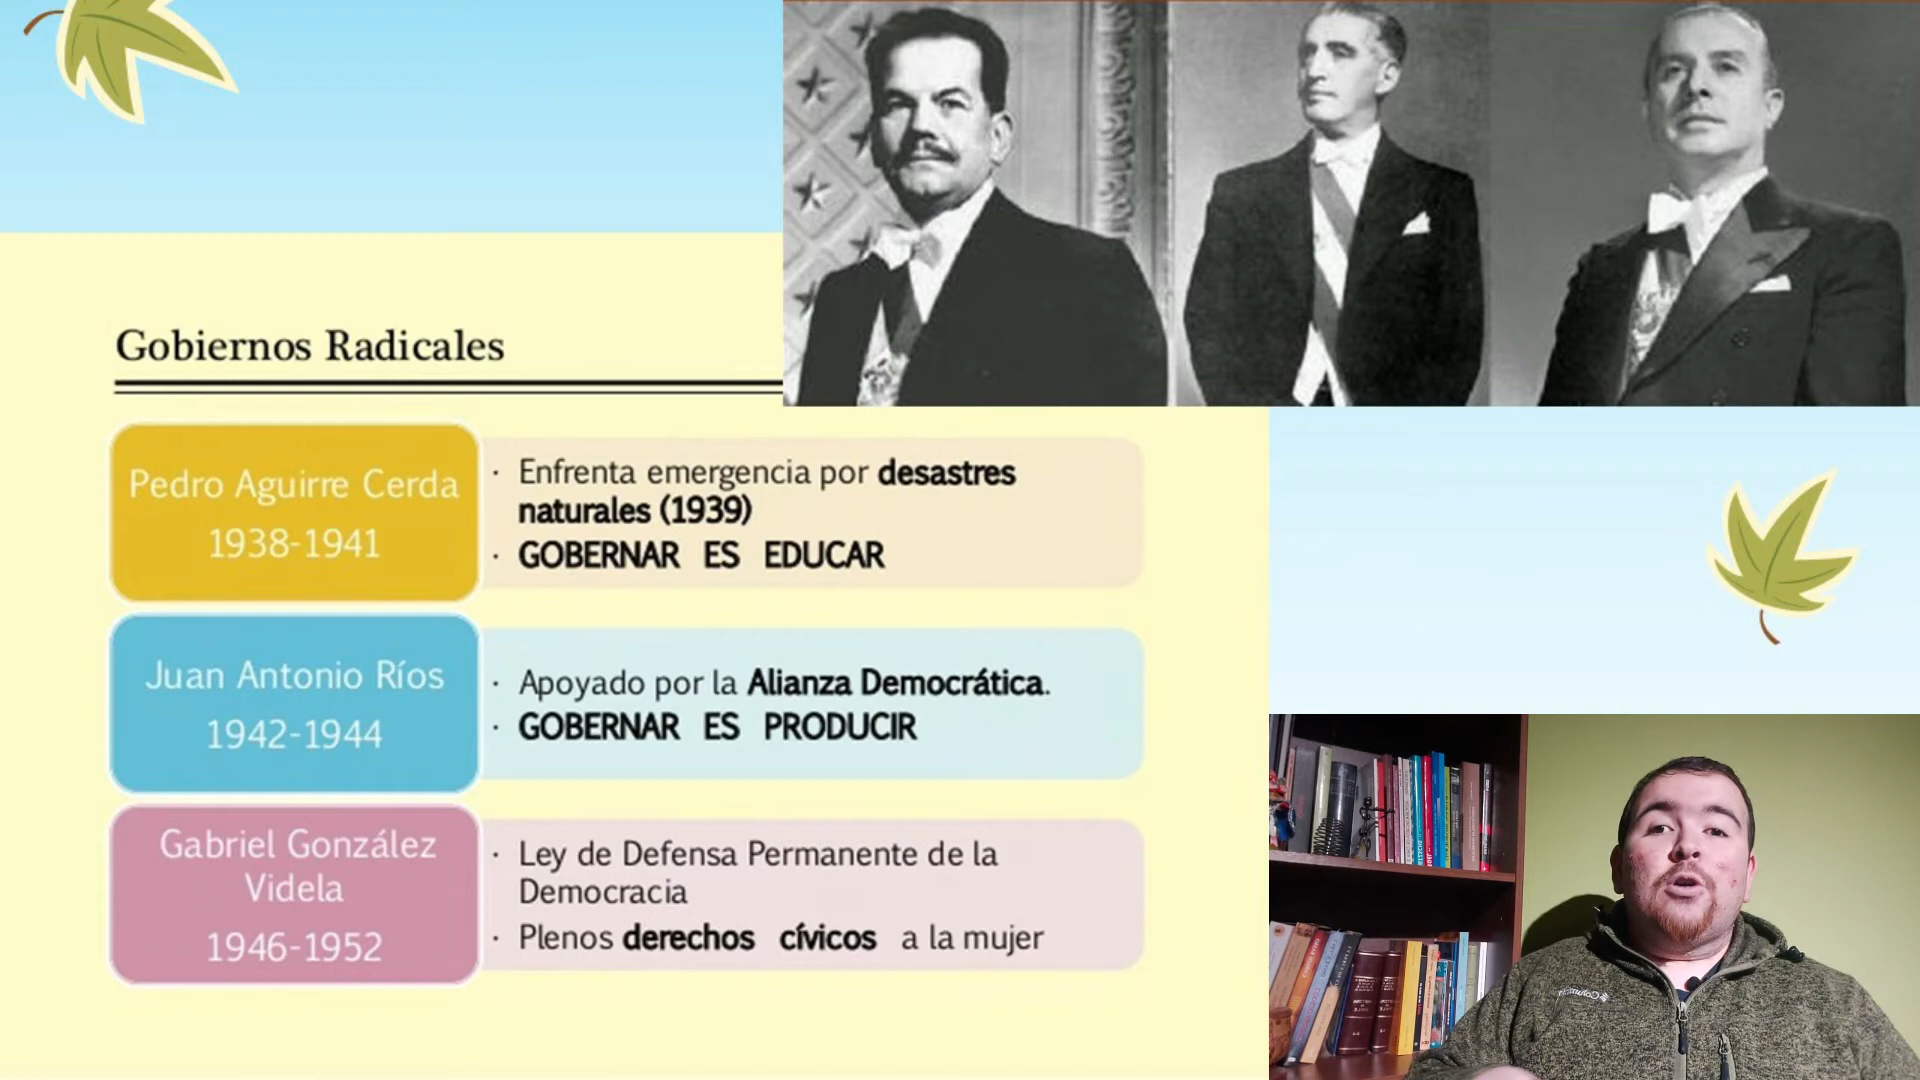 Gobiernos Radicales
Pedro Aguirre Cerda
1938-1941
· Enfrenta emergencia por desastres
naturales (1939)
· GOBERNAR ES EDUCAR
Juan Antonio Ríos
1942-1944
· Apoyado por la Alianza Democrática.
· GOBERNAR ES PRODUCIR
Gabriel González
Videla
1946-1952
· Ley de Defensa Permanente de la
Democracia
· Plenos derechos cívicos a la mujer
Columbia